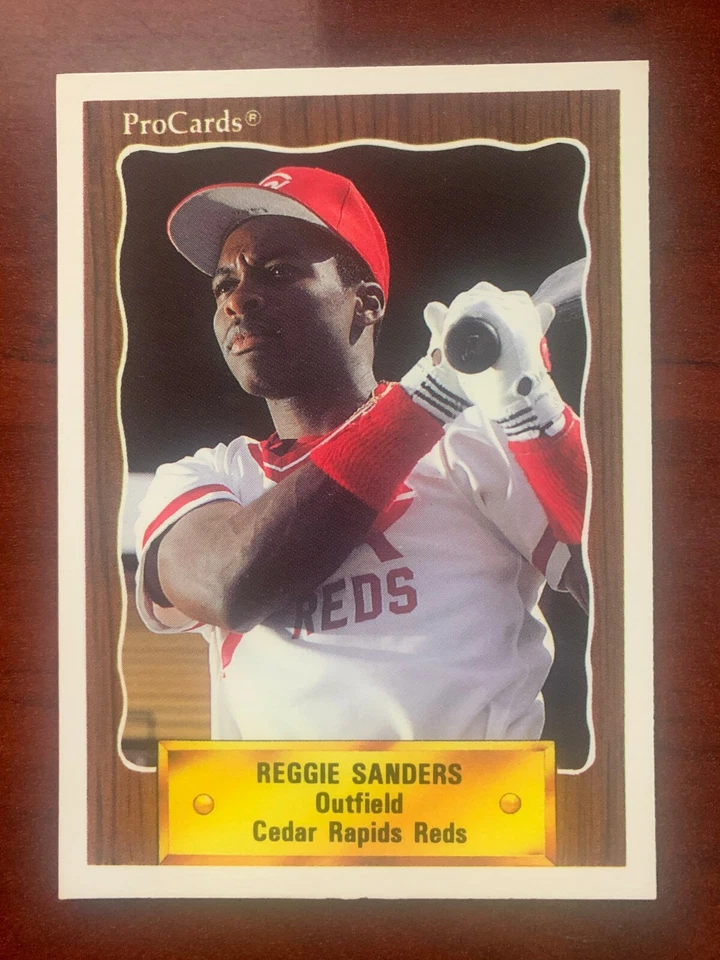 ProCards®
REDS
REGGIE SANDERS
Outfield
Cedar Rapids Reds